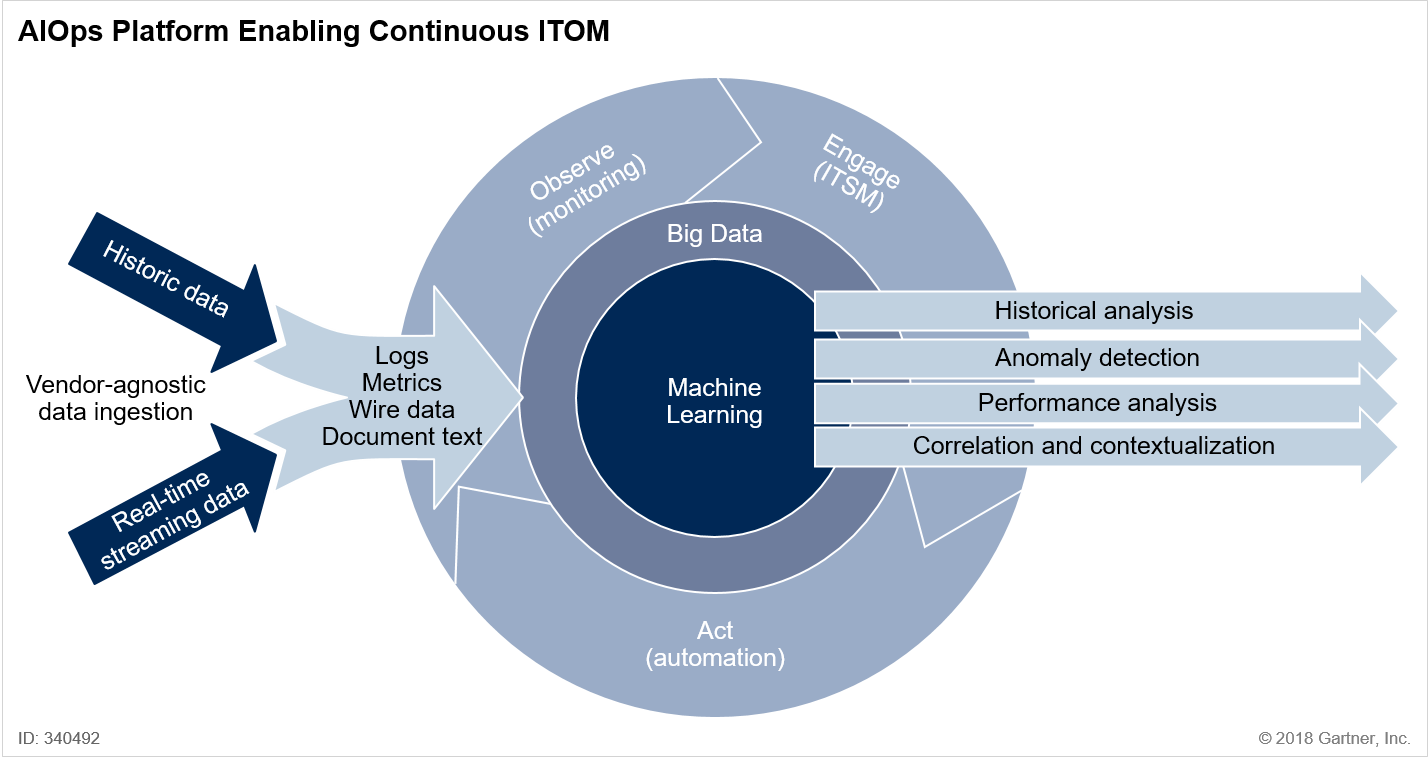 AIOps Platform Enabling Continuous ITOM
Observe
(monitoring)
Engage
(ITSM)
Big Data
Historic data
Vendor-agnostic
data ingestion
Real-time
streaming data
Logs
Metrics
Wire data
Document text
Machine
Learning
Historical analysis
Anomaly detection
Performance analysis
Correlation and contextualization
Act
(automation)
ID: 340492
© 2018 Gartner, Inc.